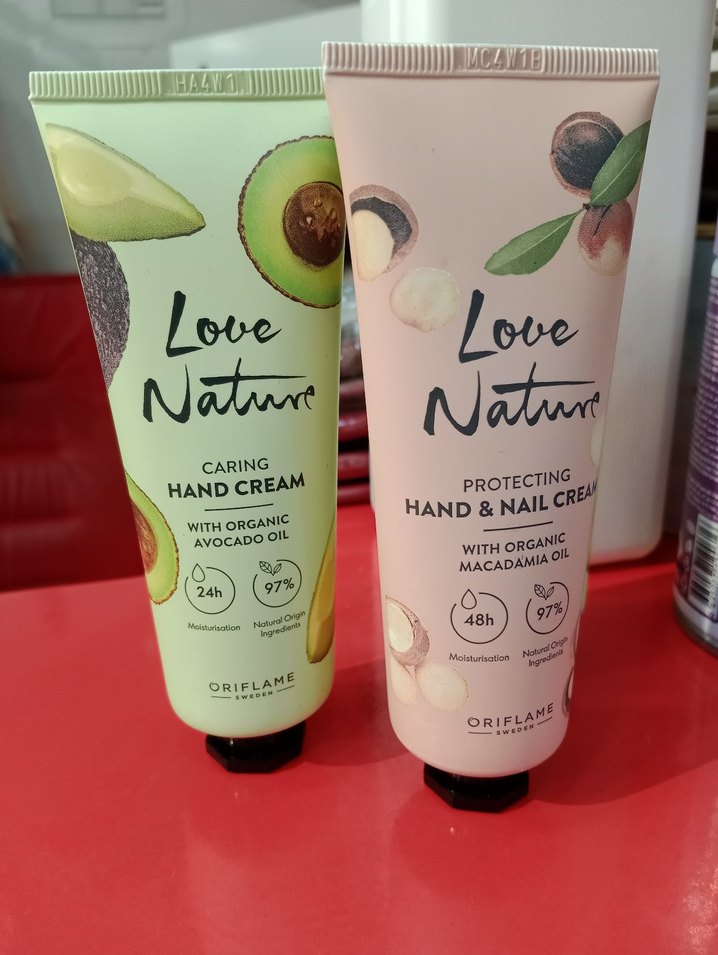 HA4W1
Love
Nature
CARING
HAND CREAM
WITH ORGANIC
AVOCADO OIL
24h
97%
Moisturisation
Natural Origin
Ingredients
ORIFLAME
SWEDEN
MC4W1B
Love
Nature
PROTECTING
HAND & NAIL CREAM
WITH ORGANIC
MACADAMIA OIL
48h
97%
Moisturisation
Natural Origin
Ingredients
ORIFLAME
SWEDEN